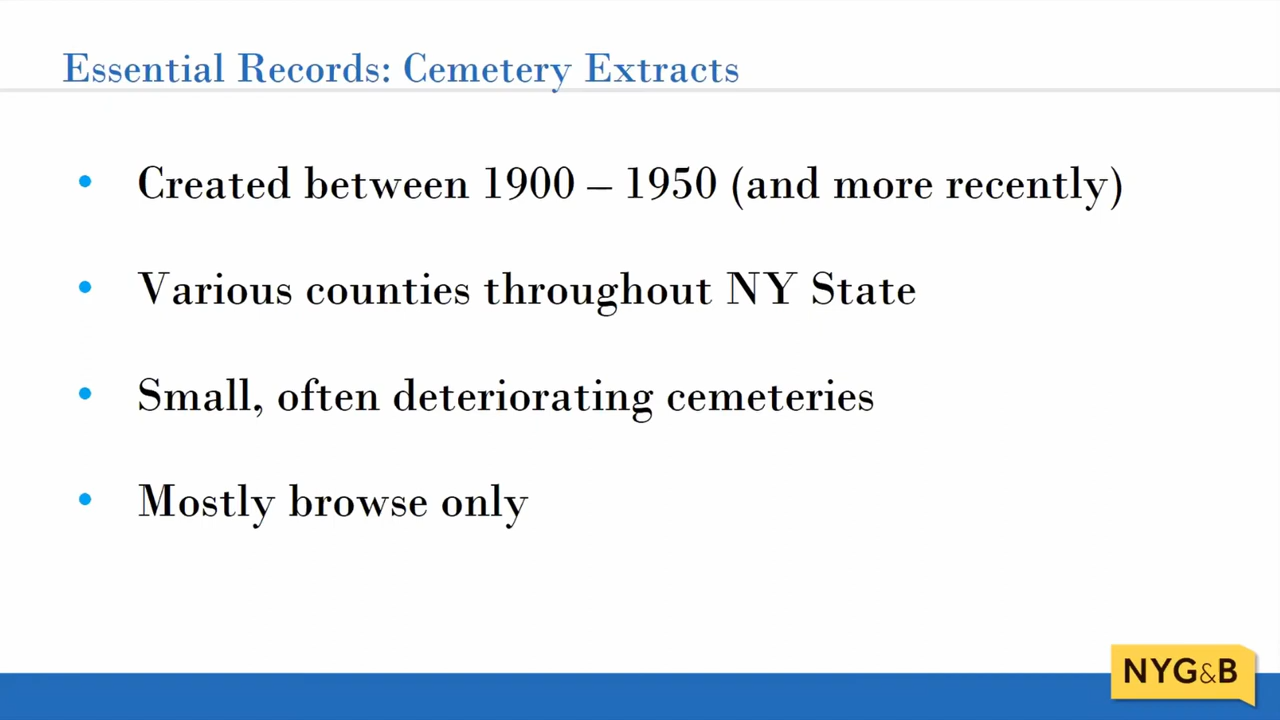 Essential Records: Cemetery Extracts
• Created between 1900 – 1950 (and more recently)
• Various counties throughout NY State
• Small, often deteriorating cemeteries
• Mostly browse only
NYG&B